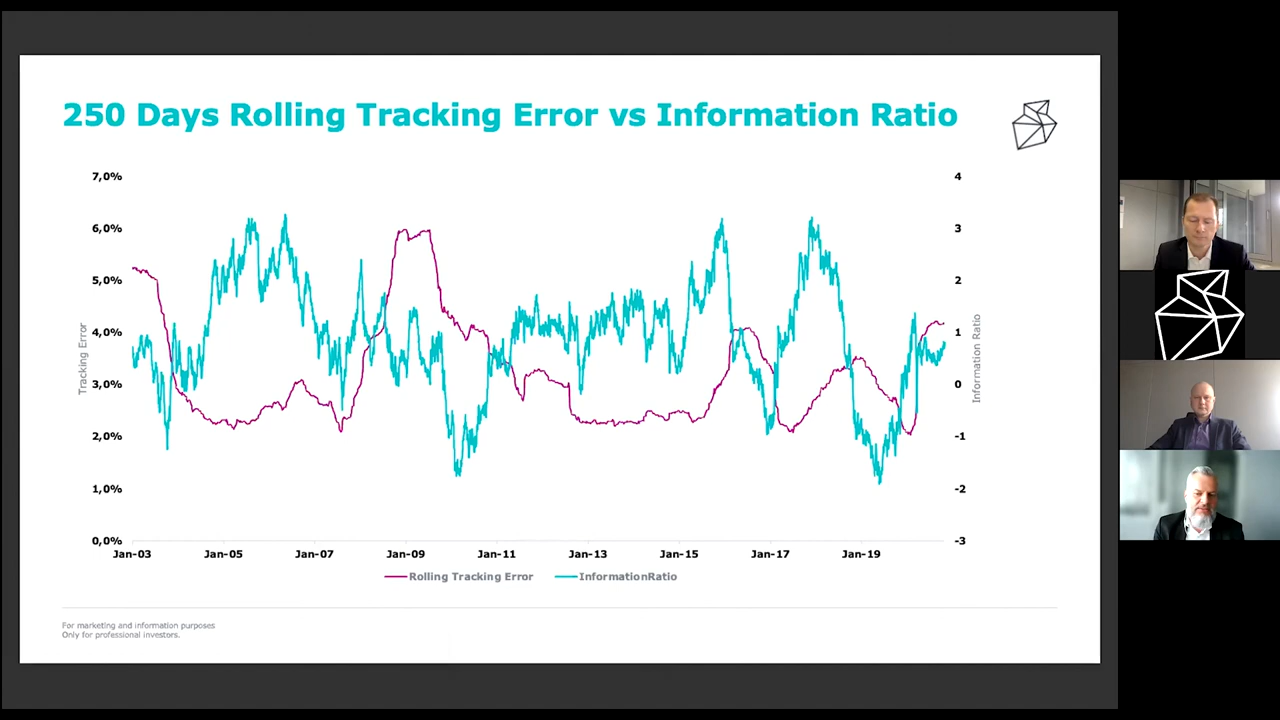 250 Days Rolling Tracking Error vs Information Ratio
7,0%
6,0%
5,0%
4,0%
3,0%
2,0%
1,0%
0,0%
Tracking Error
4
3
2
1
0
-1
-2
-3
Information Ratio
Jan-03 Jan-05 Jan-07 Jan-09 Jan-11 Jan-13 Jan-15 Jan-17 Jan-19
Rolling Tracking Error InformationRatio
For marketing and information purposes
Only for professional investors.